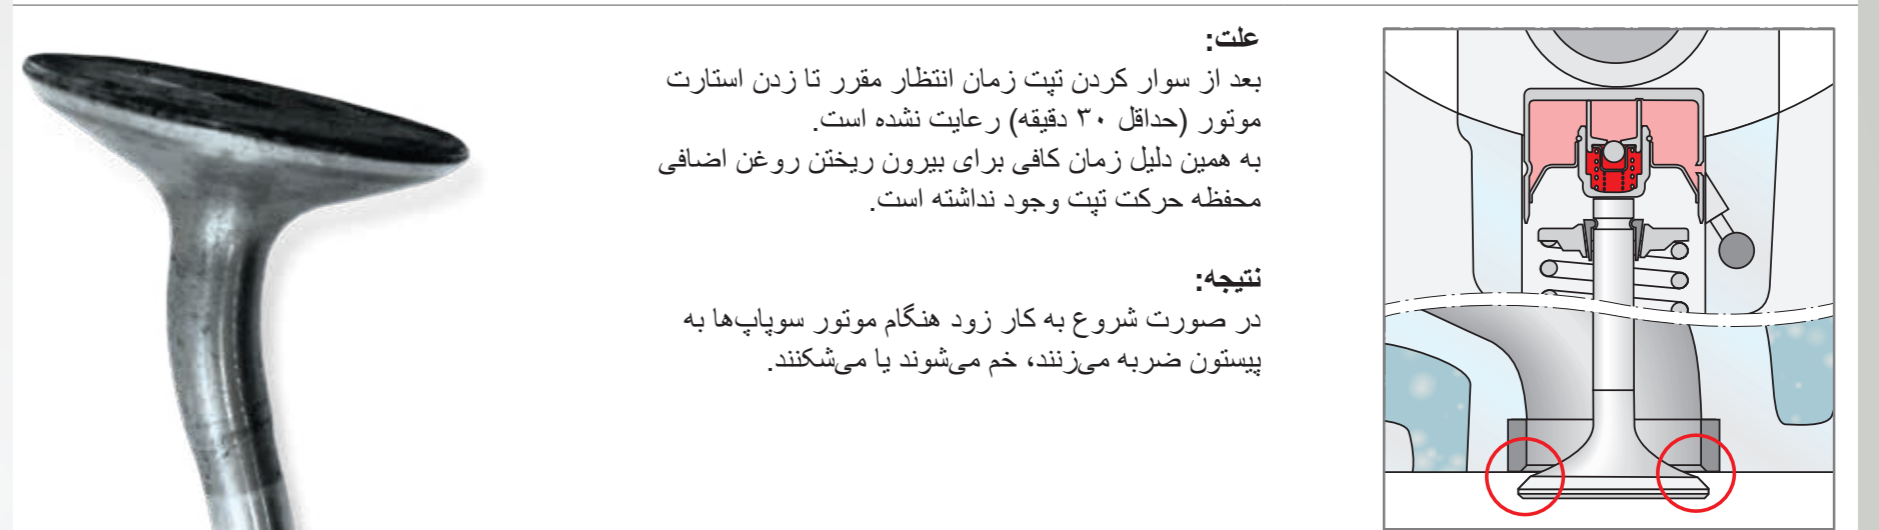 علت:
بعد از سوار کردن تپت زمان انتظار مقرر تا زدن استارت
موتور (حداقل ۳۰ دقیقه) رعایت نشده است.
به همین دلیل زمان کافی برای بیرون ریختن روغن اضافی
محفظه حرکت تپت وجود نداشته است.
نتیجه:
در صورت شروع به کار زود هنگام موتور سوپاپ‌ها به
پیستون ضربه می‌زنند، خم می‌شوند یا می‌شکنند.